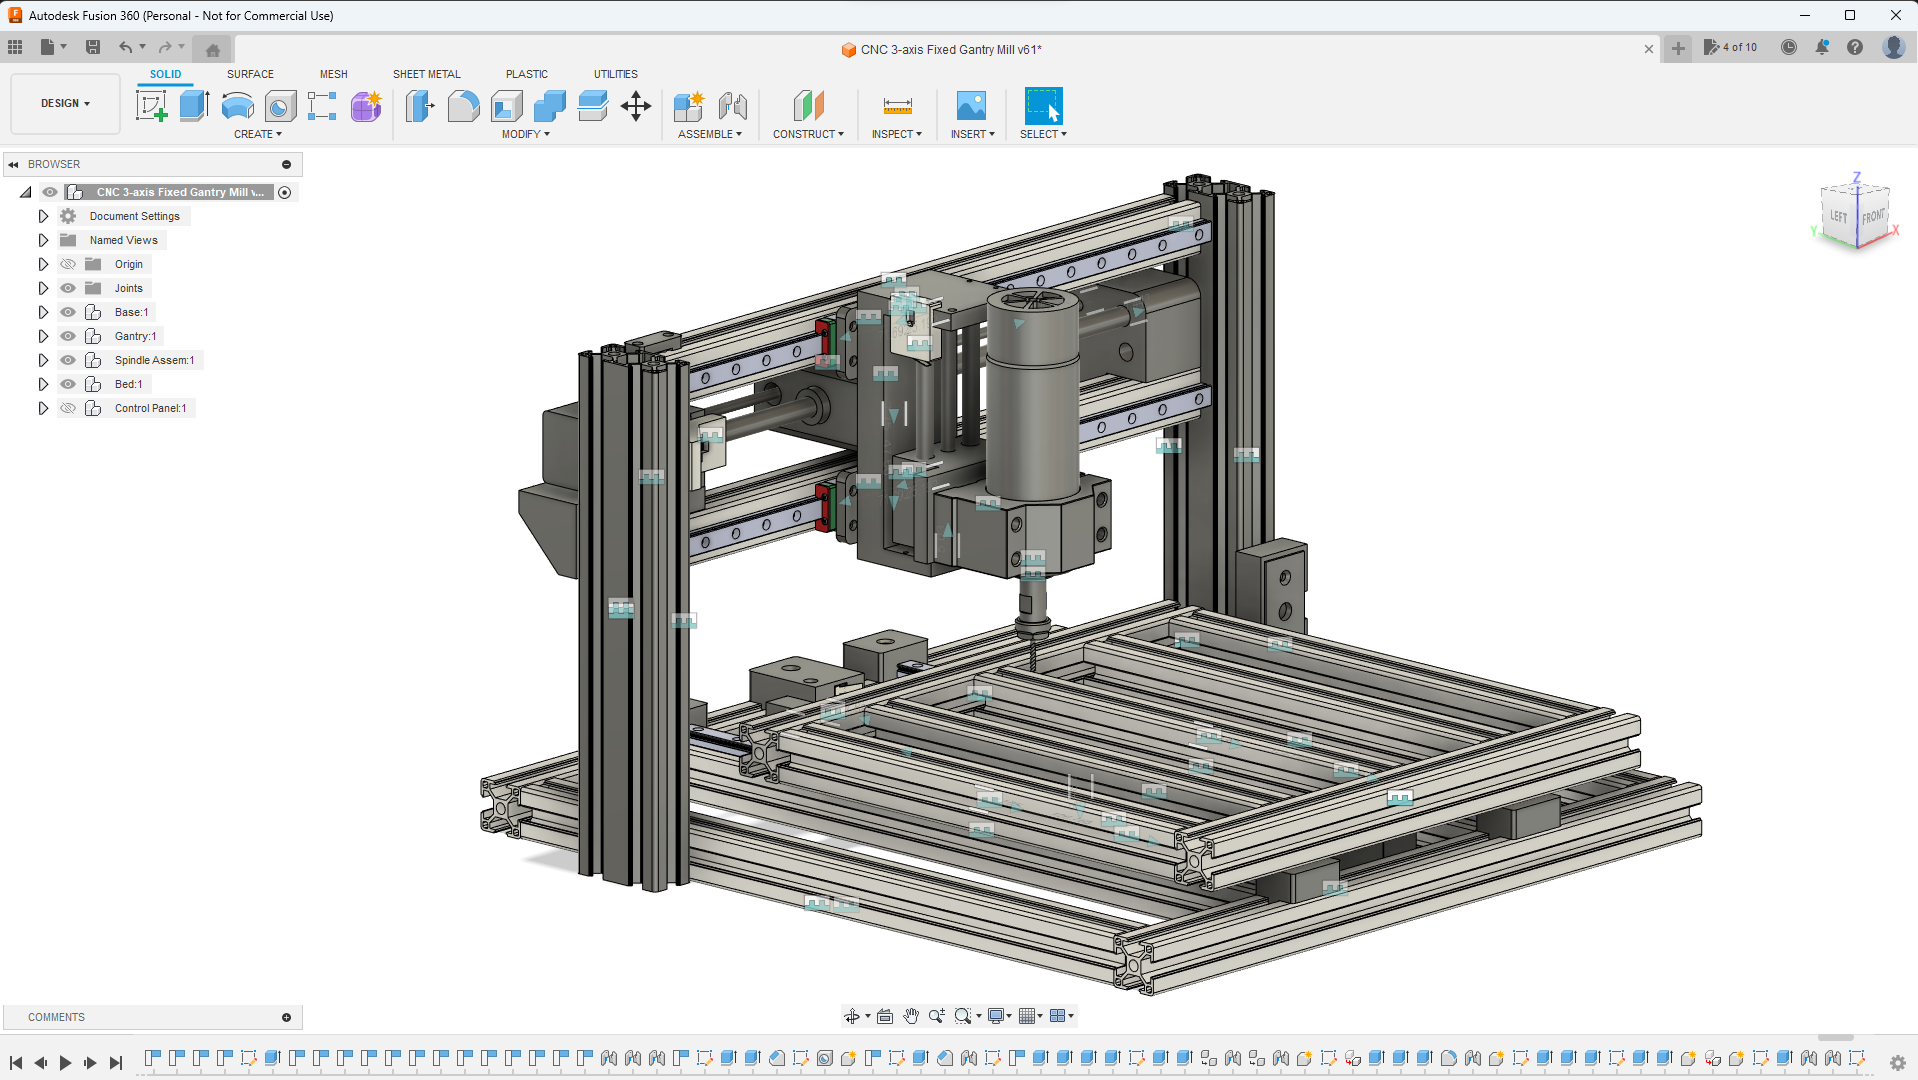 Autodesk Fusion 360 (Personal - Not for Commercial Use)
CNC 3-axis Fixed Gantry Mill v61*
4 of 10
DESIGN
SOLID
SURFACE
MESH
SHEET METAL
PLASTIC
UTILITIES
CREATE
MODIFY
ASSEMBLE
CONSTRUCT
INSPECT
INSERT
SELECT
BROWSER
CNC 3-axis Fixed Gantry Mill v...
Document Settings
Named Views
Origin
Joints
Base:1
Gantry:1
Spindle Assem:1
Bed:1
Control Panel:1
Z
LEFT
FRONT
Y
X
COMMENTS